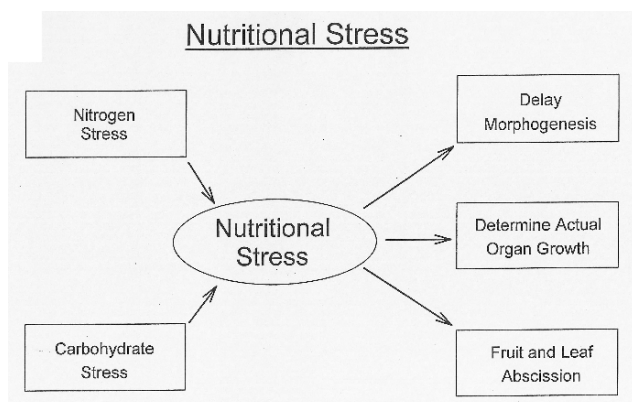 Nutritional Stress
Nitrogen
Stress
Delay
Morphogenesis
Nutritional
Stress
Determine Actual
Organ Growth
Carbohydrate
Stress
Fruit and Leaf
Abscission